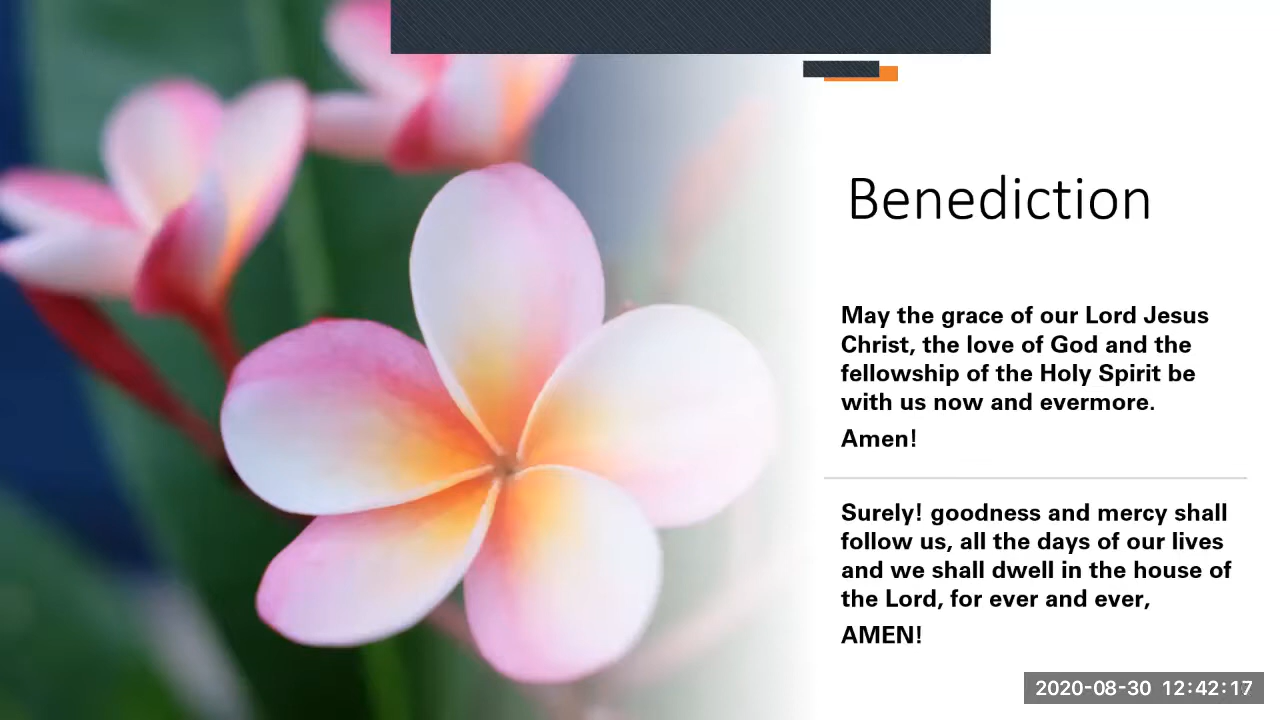 Benediction
May the grace of our Lord Jesus
Christ, the love of God and the
fellowship of the Holy Spirit be
with us now and evermore.
Amen!
Surely! goodness and mercy shall
follow us, all the days of our lives
and we shall dwell in the house of
the Lord, for ever and ever,
AMEN!
2020-08-30 12:42:17